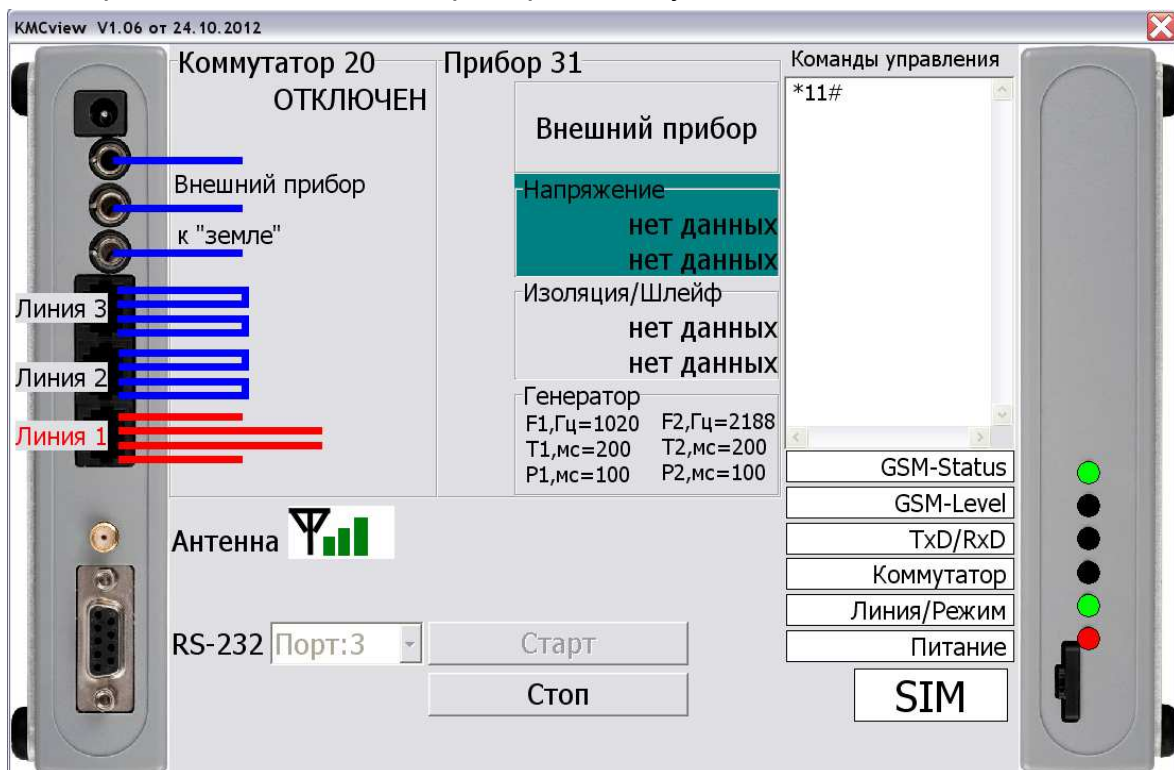 KMCview V1.06 от 24.10.2012
Коммутатор 20
ОТКЛЮЧЕН
Внешний прибор
к "земле"
Линия 3
Линия 2
Линия 1
Антенна
RS-232 Порт:3
Старт
Стоп
Прибор 31
Внешний прибор
Напряжение
нет данных
нет данных
Изоляция/Шлейф
нет данных
нет данных
Генератор
F1,Гц=1020 F2,Гц=2188
T1,мс=200 T2,мс=200
P1,мс=100 P2,мс=100
Команды управления
*11#
GSM-Status
GSM-Level
TxD/RxD
Коммутатор
Линия/Режим
Питание
SIM